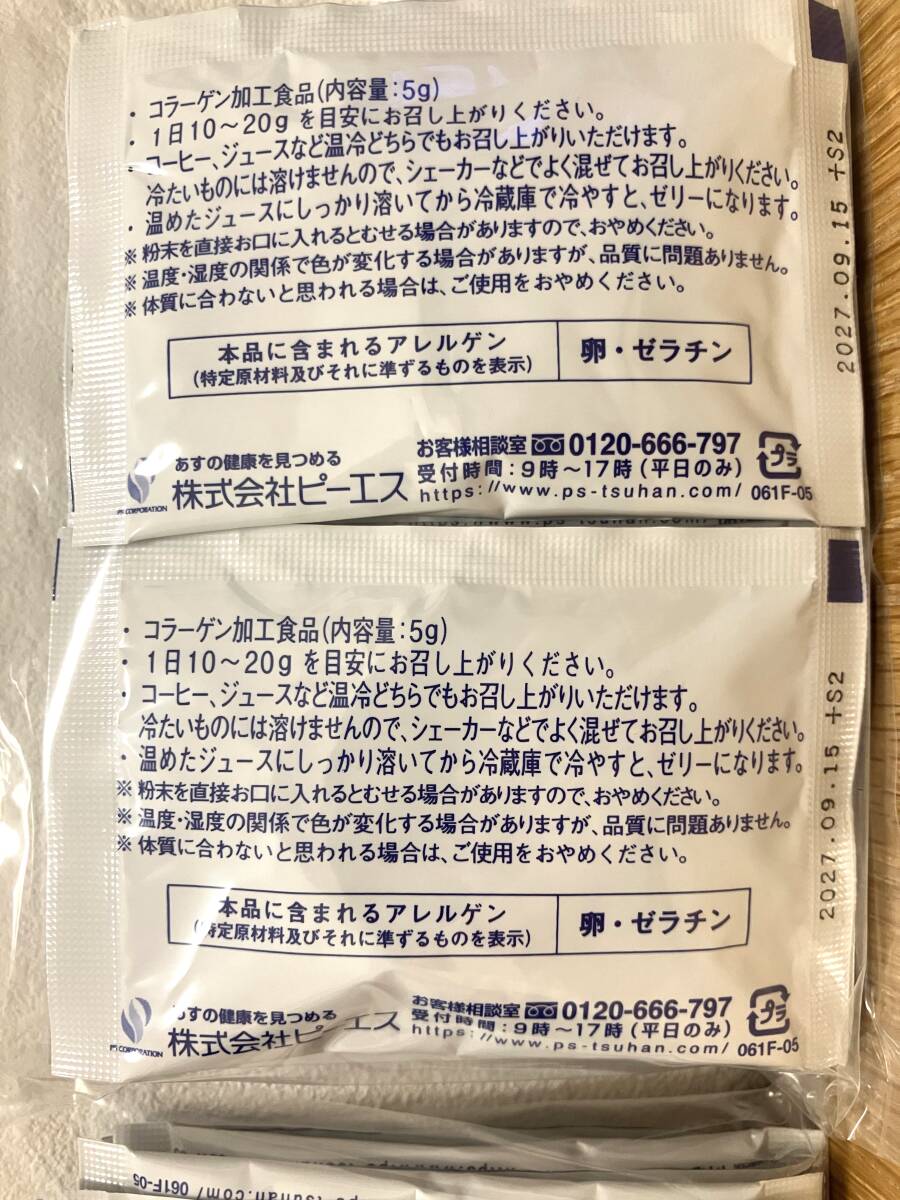 ・コラーゲン加工食品(内容量:5g)
・1日10～20gを目安にお召し上がりください。
・コーヒー、ジュースなど温冷どちらでもお召し上がりいただけます。
冷たいものには溶けませんので、シェーカーなどでよく混ぜてお召し上がりください。
・温めたジュースにしっかり溶いてから冷蔵庫で冷やすと、ゼリーになります。
※粉末を直接お口に入れるとむせる場合がありますので、おやめください。
※温度・湿度の関係で色が変化する場合がありますが、品質に問題ありません。
※体質に合わないと思われる場合は、ご使用をおやめください。
本品に含まれるアレルゲン
(特定原材料及びそれに準ずるものを表示)
卵・ゼラチン
あすの健康を見つめる
株式会社ピーエス
PS CORPORATION
お客様相談室 0120-666-797
受付時間:9時～17時(平日のみ)
https://www.ps-tsuhan.com/
プラ
061F-05
2027.09.15 +S2
・コラーゲン加工食品(内容量:5g)
・1日10～20gを目安にお召し上がりください。
・コーヒー、ジュースなど温冷どちらでもお召し上がりいただけます。
冷たいものには溶けませんので、シェーカーなどでよく混ぜてお召し上がりください。
・温めたジュースにしっかり溶いてから冷蔵庫で冷やすと、ゼリーになります。
※粉末を直接お口に入れるとむせる場合がありますので、おやめください。
※温度・湿度の関係で色が変化する場合がありますが、品質に問題ありません。
※体質に合わないと思われる場合は、ご使用をおやめください。
本品に含まれるアレルゲン
(特定原材料及びそれに準ずるものを表示)
卵・ゼラチン
あすの健康を見つめる
株式会社ピーエス
PS CORPORATION
お客様相談室 0120-666-797
受付時間:9時～17時(平日のみ)
https://www.ps-tsuhan.com/
プラ
061F-05
2027.09.15 +S2
061F-05